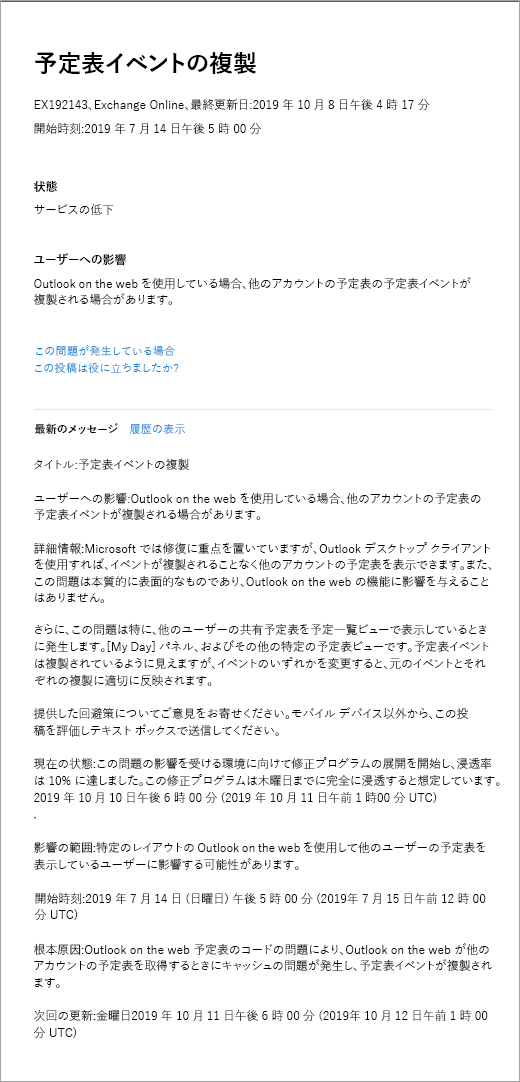 予定表イベントの複製
EX192143、Exchange Online、最終更新日:2019 年 10 月 8 日午後 4 時 17 分
開始時刻:2019 年 7 月 14 日午後 5 時 00 分
状態
サービスの低下
ユーザーへの影響
Outlook on the web を使用している場合、他のアカウントの予定表の予定表イベントが
複製される場合があります。
この問題が発生している場合
この投稿は役に立ちましたか?
最新のメッセージ 履歴の表示
タイトル:予定表イベントの複製
ユーザーへの影響:Outlook on the web を使用している場合、他のアカウントの予定表の
予定表イベントが複製される場合があります。
詳細情報:Microsoft では修復に重点を置いていますが、Outlook デスクトップ クライアント
を使用すれば、イベントが複製されることなく他のアカウントの予定表を表示できます。また、
この問題は本質的に表面的なものであり、Outlook on the web の機能に影響を与えること
はありません。
さらに、この問題は特に、他のユーザーの共有予定表を予定一覧ビューで表示しているとき
に発生します。[My Day] パネル、およびその他の特定の予定表ビューです。予定表イベント
は複製されているように見えますが、イベントのいずれかを変更すると、元のイベントとそれ
ぞれの複製に適切に反映されます。
提供した回避策についてご意見をお寄せください。モバイル デバイス以外から、この投
稿を評価しテキスト ボックスで送信してください。
現在の状態:この問題の影響を受ける環境に向けて修正プログラムの展開を開始し、浸透率
は 10% に達しました。この修正プログラムは木曜日までに完全に浸透すると想定しています。
2019 年 10 月 10 日午後 6 時 00 分 (2019 年 10 月 11 日午前 1 時00 分 UTC)
.
影響の範囲:特定のレイアウトの Outlook on the web を使用して他のユーザーの予定表を
表示しているユーザーに影響する可能性があります。
開始時刻:2019 年 7 月 14 日 (日曜日) 午後 5 時 00 分 (2019年 7 月 15 日午前 12 時 00
分 UTC)
根本原因:Outlook on the web 予定表のコードの問題により、Outlook on the web が他の
アカウントの予定表を取得するときにキャッシュの問題が発生し、予定表イベントが複製され
ます。
次回の更新:金曜日2019 年 10 月 11 日午後 6 時 00 分 (2019年 10 月 12 日午前 1 時 00
分 UTC)